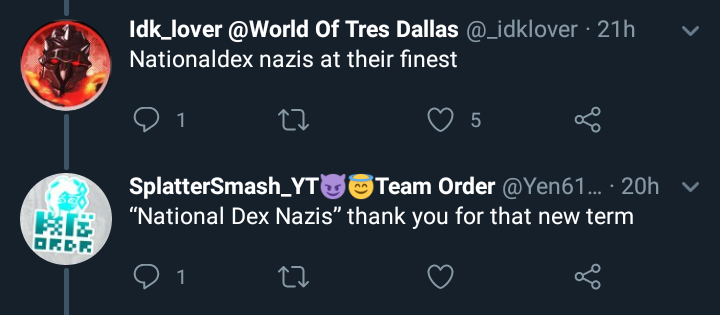 Idk_lover @World Of Tres Dallas @_idklover · 21h
Nationaldex nazis at their finest
1 5
SplatterSmash_YT😈😇Team Order @Yen61... · 20h
“National Dex Nazis” thank you for that new term
1